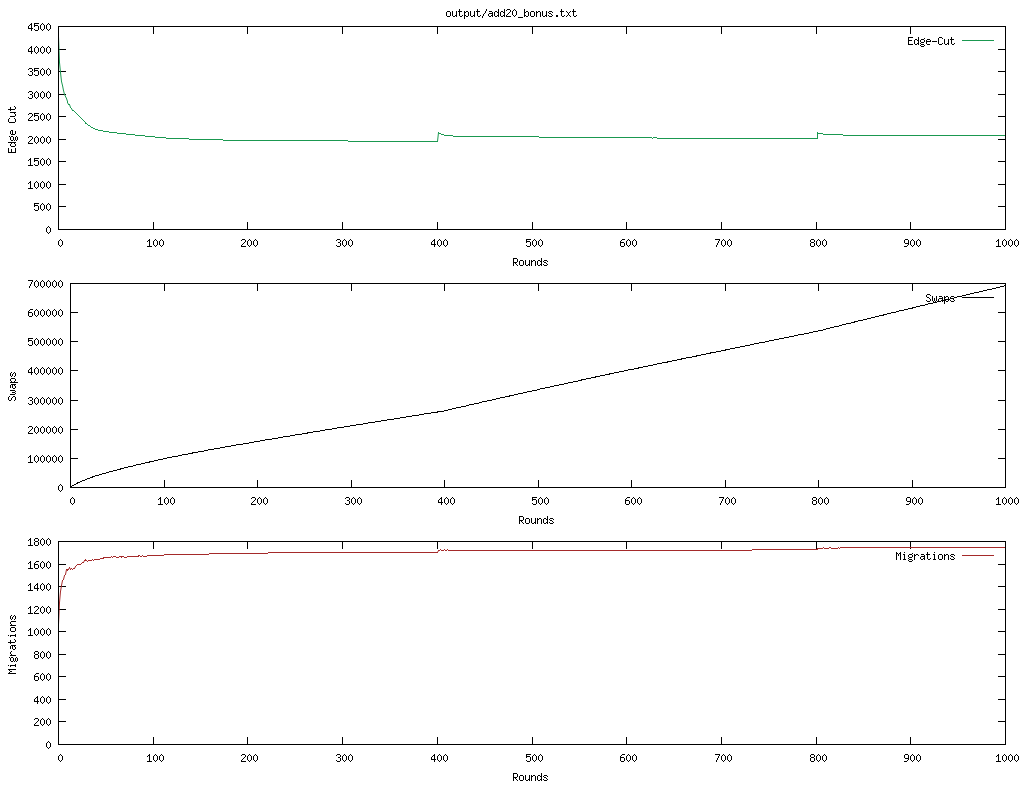 output/add20_bonus.txt
4500
4000
3500
3000
2500
2000
1500
1000
500
0
Edge Cut
Edge-Cut
0 100 200 300 400 500 600 700 800 900 1000
Rounds
700000
600000
500000
400000
300000
200000
100000
0
Swaps
Swaps
0 100 200 300 400 500 600 700 800 900 1000
Rounds
1800
1600
1400
1200
1000
800
600
400
200
0
Migrations
Migrations
0 100 200 300 400 500 600 700 800 900 1000
Rounds